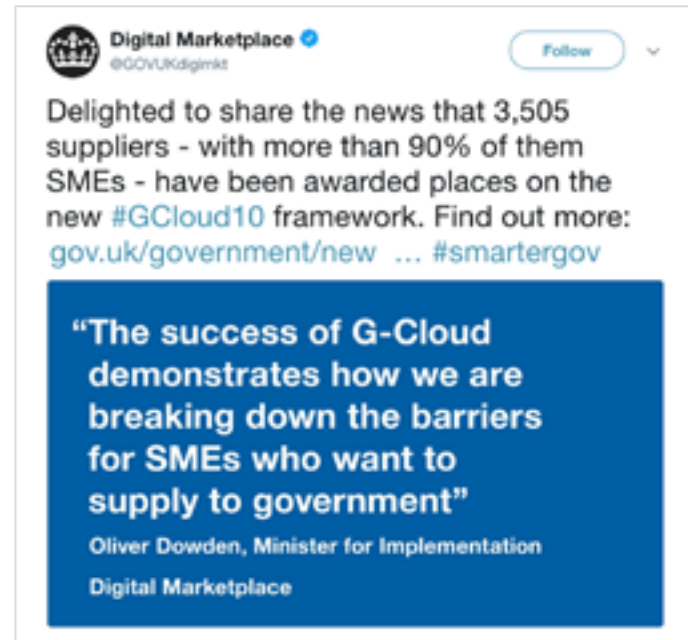 Digital Marketplace
@GOVUKdigimkt
Follow
Delighted to share the news that 3,505
suppliers - with more than 90% of them
SMEs - have been awarded places on the
new #GCloud10 framework. Find out more:
gov.uk/government/new ... #smartergov
“The success of G-Cloud
demonstrates how we are
breaking down the barriers
for SMEs who want to
supply to government”
Oliver Dowden, Minister for Implementation
Digital Marketplace